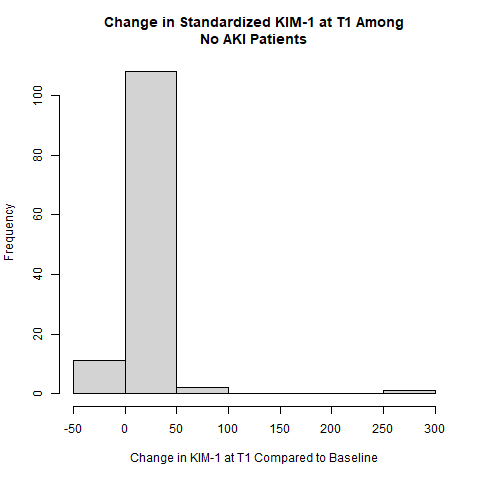 Change in Standardized KIM-1 at T1 Among
No AKI Patients
Frequency
100
80
60
40
20
0
-50 0 50 100 150 200 250 300
Change in KIM-1 at T1 Compared to Baseline